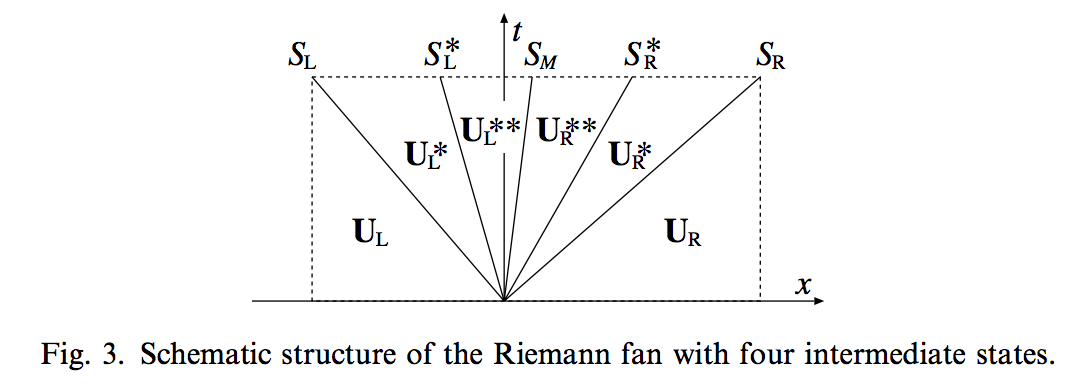 t
S_L S_L^* S_M S_R^* S_R
U_L^** U_R^**
U_L^* U_R^*
U_L U_R
x
Fig. 3. Schematic structure of the Riemann fan with four intermediate states.